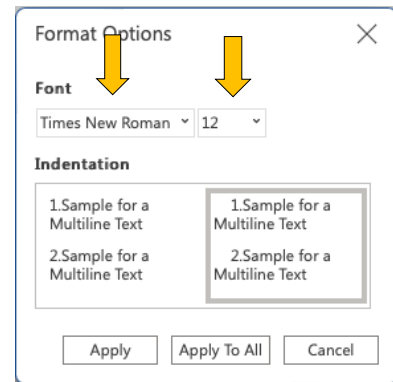 Format Options
Font
Times New Roman 12
Indentation
1.Sample for a
Multiline Text
2.Sample for a
Multiline Text
1.Sample for a
Multiline Text
2.Sample for a
Multiline Text
Apply Apply To All Cancel